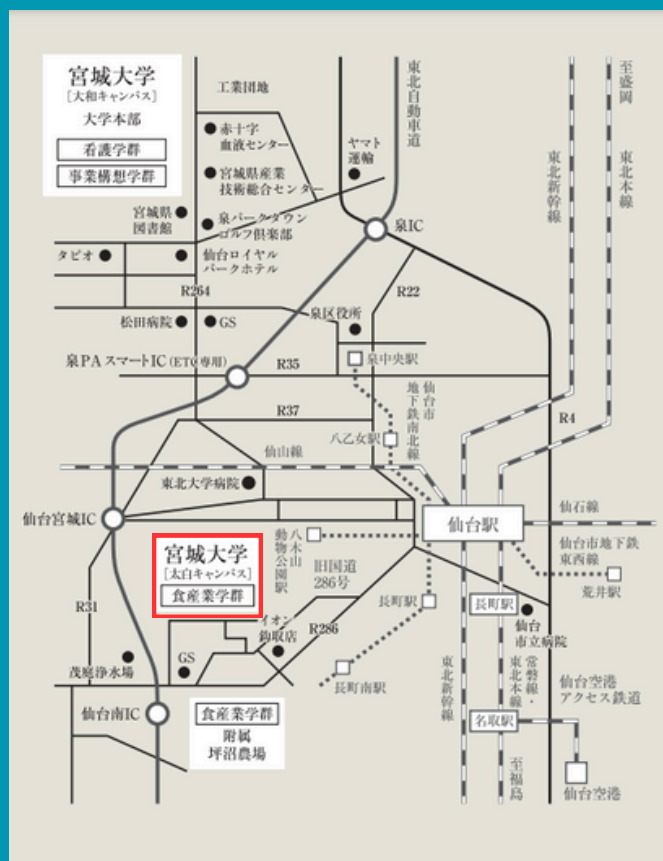 宮城大学
[大和キャンパス]
大学本部
看護学群
事業構想学群
工業団地
赤十字
血液センター
宮城県産業
技術総合センター
宮城県
図書館
泉パークタウン
ゴルフ倶楽部
タピオ
仙台ロイヤル
パークホテル
R264
松田病院
GS
ヤマト
運輸
東北自動車道
泉IC
東北新幹線
至盛岡
東北本線
R22
泉区役所
泉中央駅
泉PAスマートIC(ETC専用)
R35
R37
仙台市
地下鉄南北線
八乙女駅
R4
仙山線
東北大学病院
仙台宮城IC
仙台駅
仙石線
仙台市地下鉄
東西線
荒井駅
宮城大学
[太白キャンパス]
食産業学群
八木山
動物公園駅
旧国道
286号
長町駅
長町駅
仙台
市立病院
R31
イオン
鈎取店
R286
茂庭浄水場
GS
長町南駅
仙台南IC
食産業学群
附属
坪沼農場
東北新幹線
常磐線・
東北本線
仙台空港
アクセス鉄道
名取駅
至福島
仙台空港